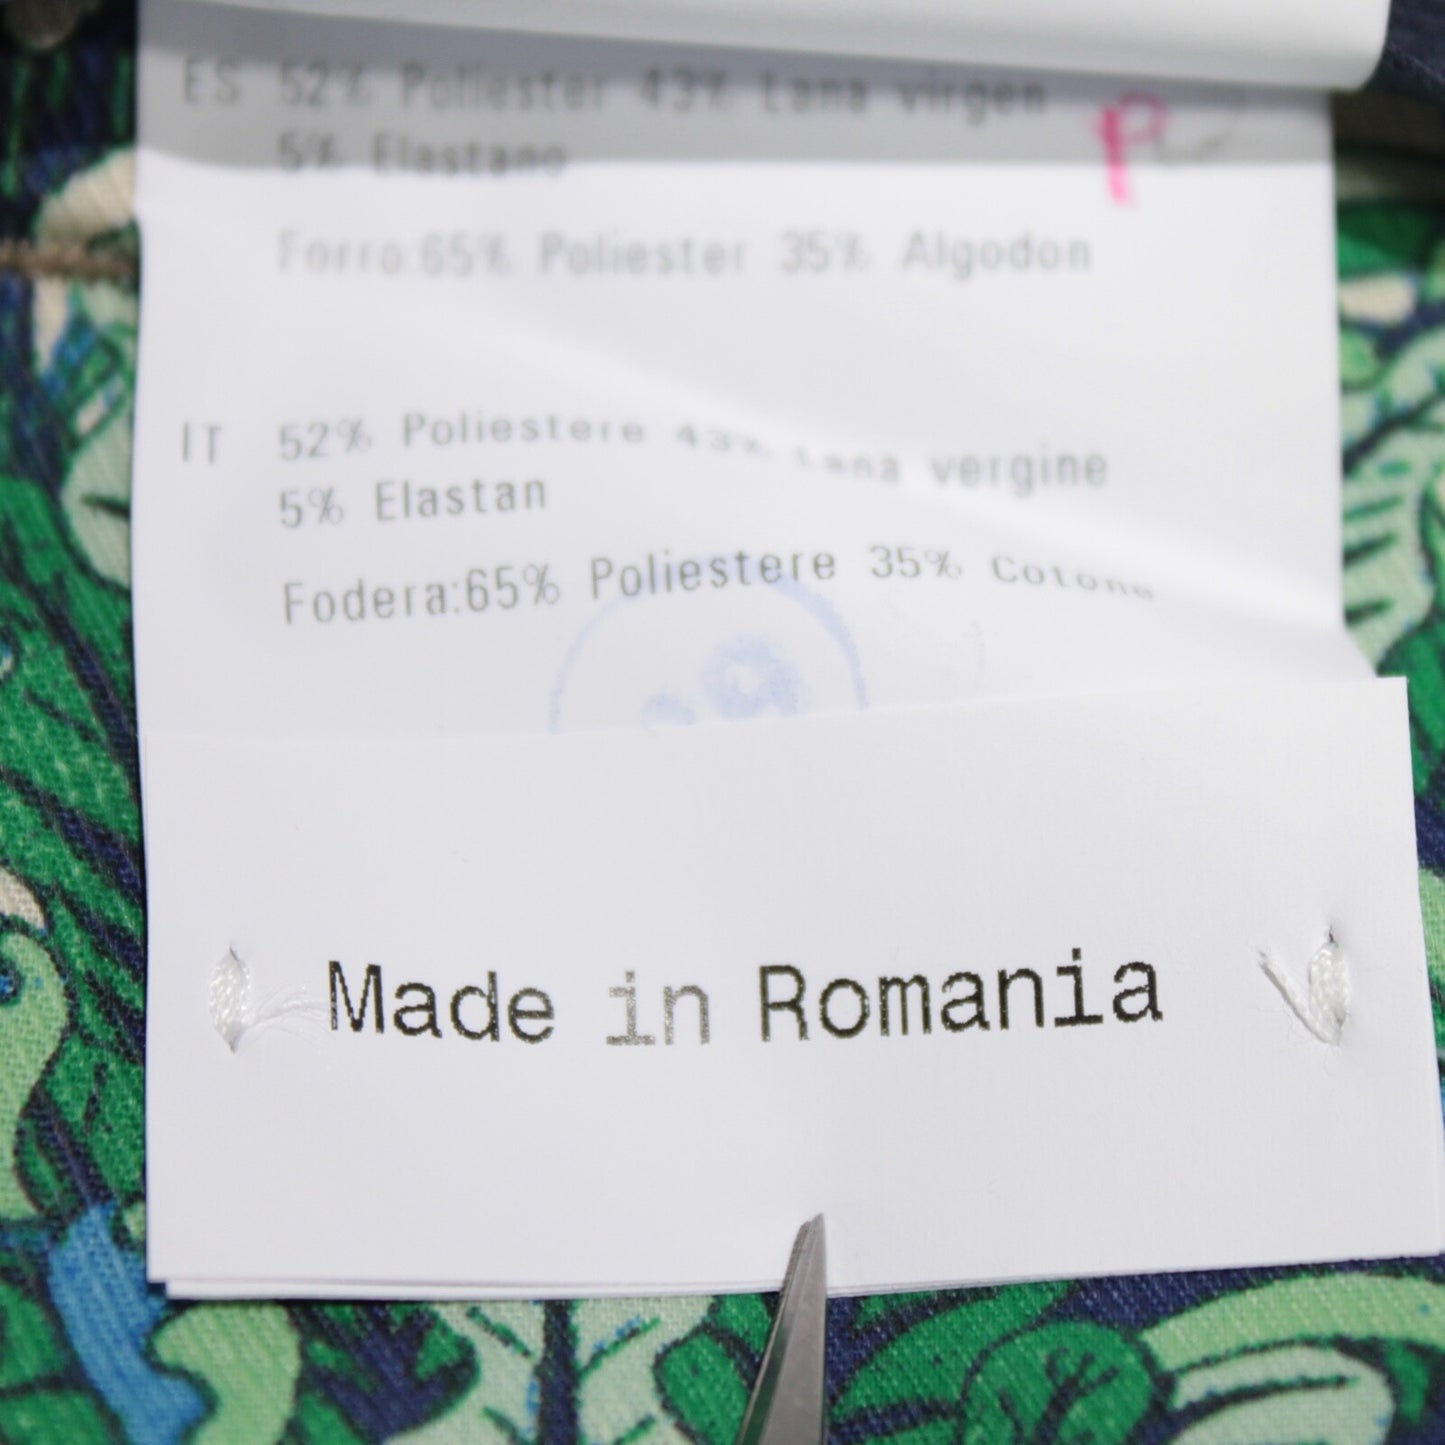 ES 52% Poliester 43% Lana virgen
5% Elastano
Forro:65% Poliester 35% Algodon
IT 52% Poliestere 43% Lana vergine
5% Elastan
Fodera:65% Poliestere 35% Cotone
Made in Romania